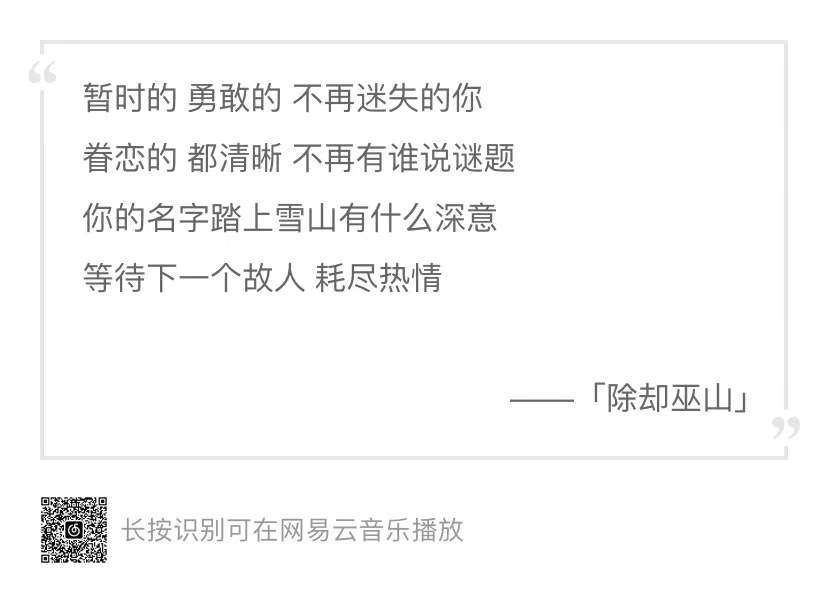 暂时的 勇敢的 不再迷失的你
眷恋的 都清晰 不再有谁说谜题
你的名字踏上雪山有什么深意
等待下一个故人 耗尽热情
——「除却巫山」
长按识别可在网易云音乐播放